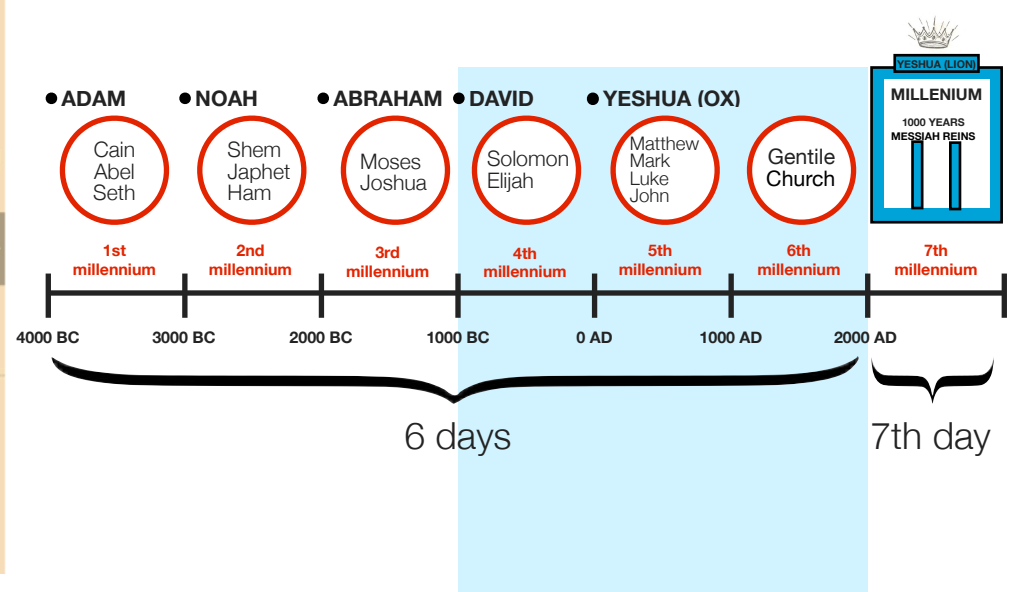 YESHUA (LION)
● ADAM
● NOAH
● ABRAHAM
● DAVID
● YESHUA (OX)
MILLENIUM
1000 YEARS
MESSIAH REINS
Cain
Abel
Seth
Shem
Japhet
Ham
Moses
Joshua
Solomon
Elijah
Matthew
Mark
Luke
John
Gentile
Church
1st
millennium
2nd
millennium
3rd
millennium
4th
millennium
5th
millennium
6th
millennium
7th
millennium
4000 BC
3000 BC
2000 BC
1000 BC
0 AD
1000 AD
2000 AD
6 days
7th day